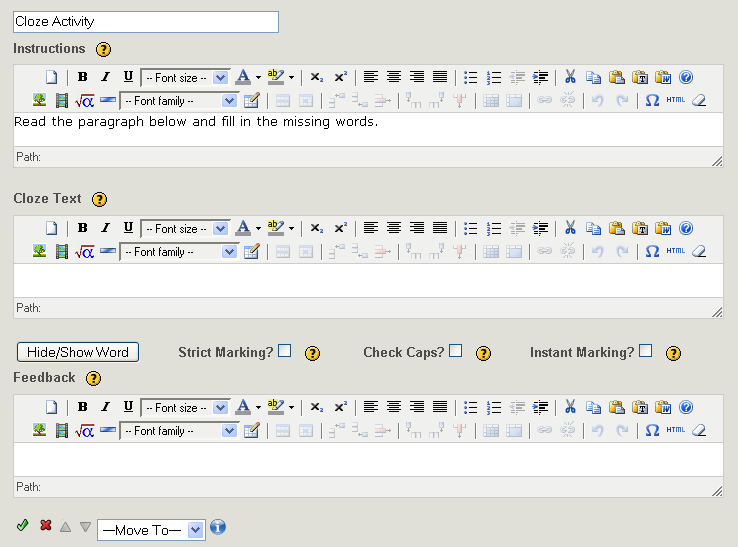 Cloze Activity
Instructions ?
B I U -- Font size -- A ab x₂ x² ?
√α -- Font family -- Ω HTML
Read the paragraph below and fill in the missing words.
Path:
Cloze Text ?
B I U -- Font size -- A ab x₂ x² ?
√α -- Font family -- Ω HTML
Path:
Hide/Show Word Strict Marking? ? Check Caps? ? Instant Marking? ?
Feedback ?
B I U -- Font size -- A ab x₂ x² ?
√α -- Font family -- Ω HTML
Path:
—Move To— i